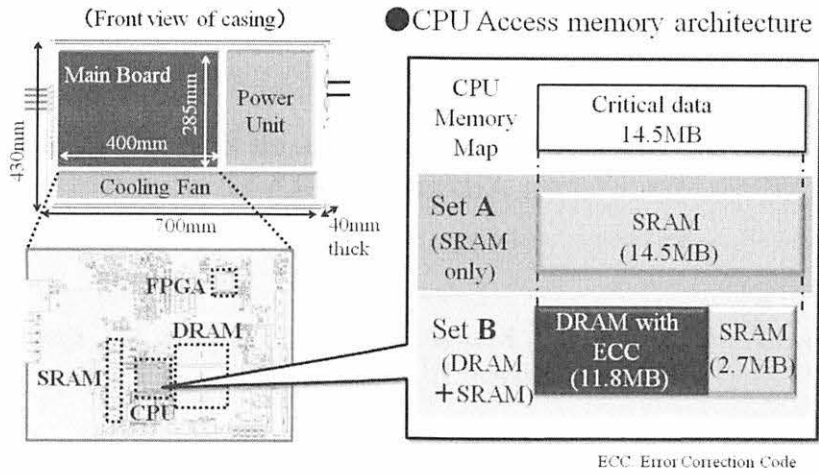 (Front view of casing)
Main Board
285mm
400mm
Power
Unit
430mm
Cooling Fan
700mm
40mm
thick
FPGA
DRAM
SRAM
CPU
●CPU Access memory architecture
CPU
Memory
Map
Critical data
14.5MB
Set A
(SRAM
only)
SRAM
(14.5MB)
Set B
(DRAM
+SRAM)
DRAM with
ECC
(11.8MB)
SRAM
(2.7MB)
ECC: Error Correction Code